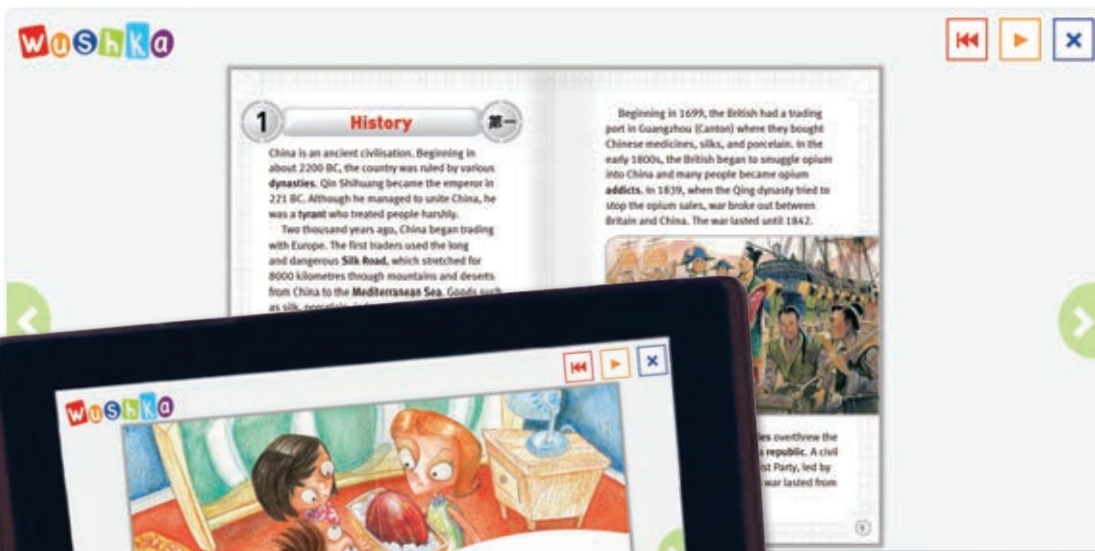 wushka
1 History 第一
China is an ancient civilisation. Beginning in
about 2200 BC, the country was ruled by various
dynasties. Qin Shihuang became the emperor in
221 BC. Although he managed to unite China, he
was a tyrant who treated people harshly.
Two thousand years ago, China began trading
with Europe. The first traders used the long
and dangerous Silk Road, which stretched for
8000 kilometres through mountains and deserts
from China to the Mediterranean Sea. Goods such
as silk, porcelain,
Beginning in 1699, the British had a trading
port in Guangzhou (Canton) where they bought
Chinese medicines, silks, and porcelain. In the
early 1800s, the British began to smuggle opium
into China and many people became opium
addicts. In 1839, when the Qing dynasty tried to
stop the opium sales, war broke out between
Britain and China. The war lasted until 1842.
overthrew the
a republic. A civil
Party, led by
war lasted from
wushka